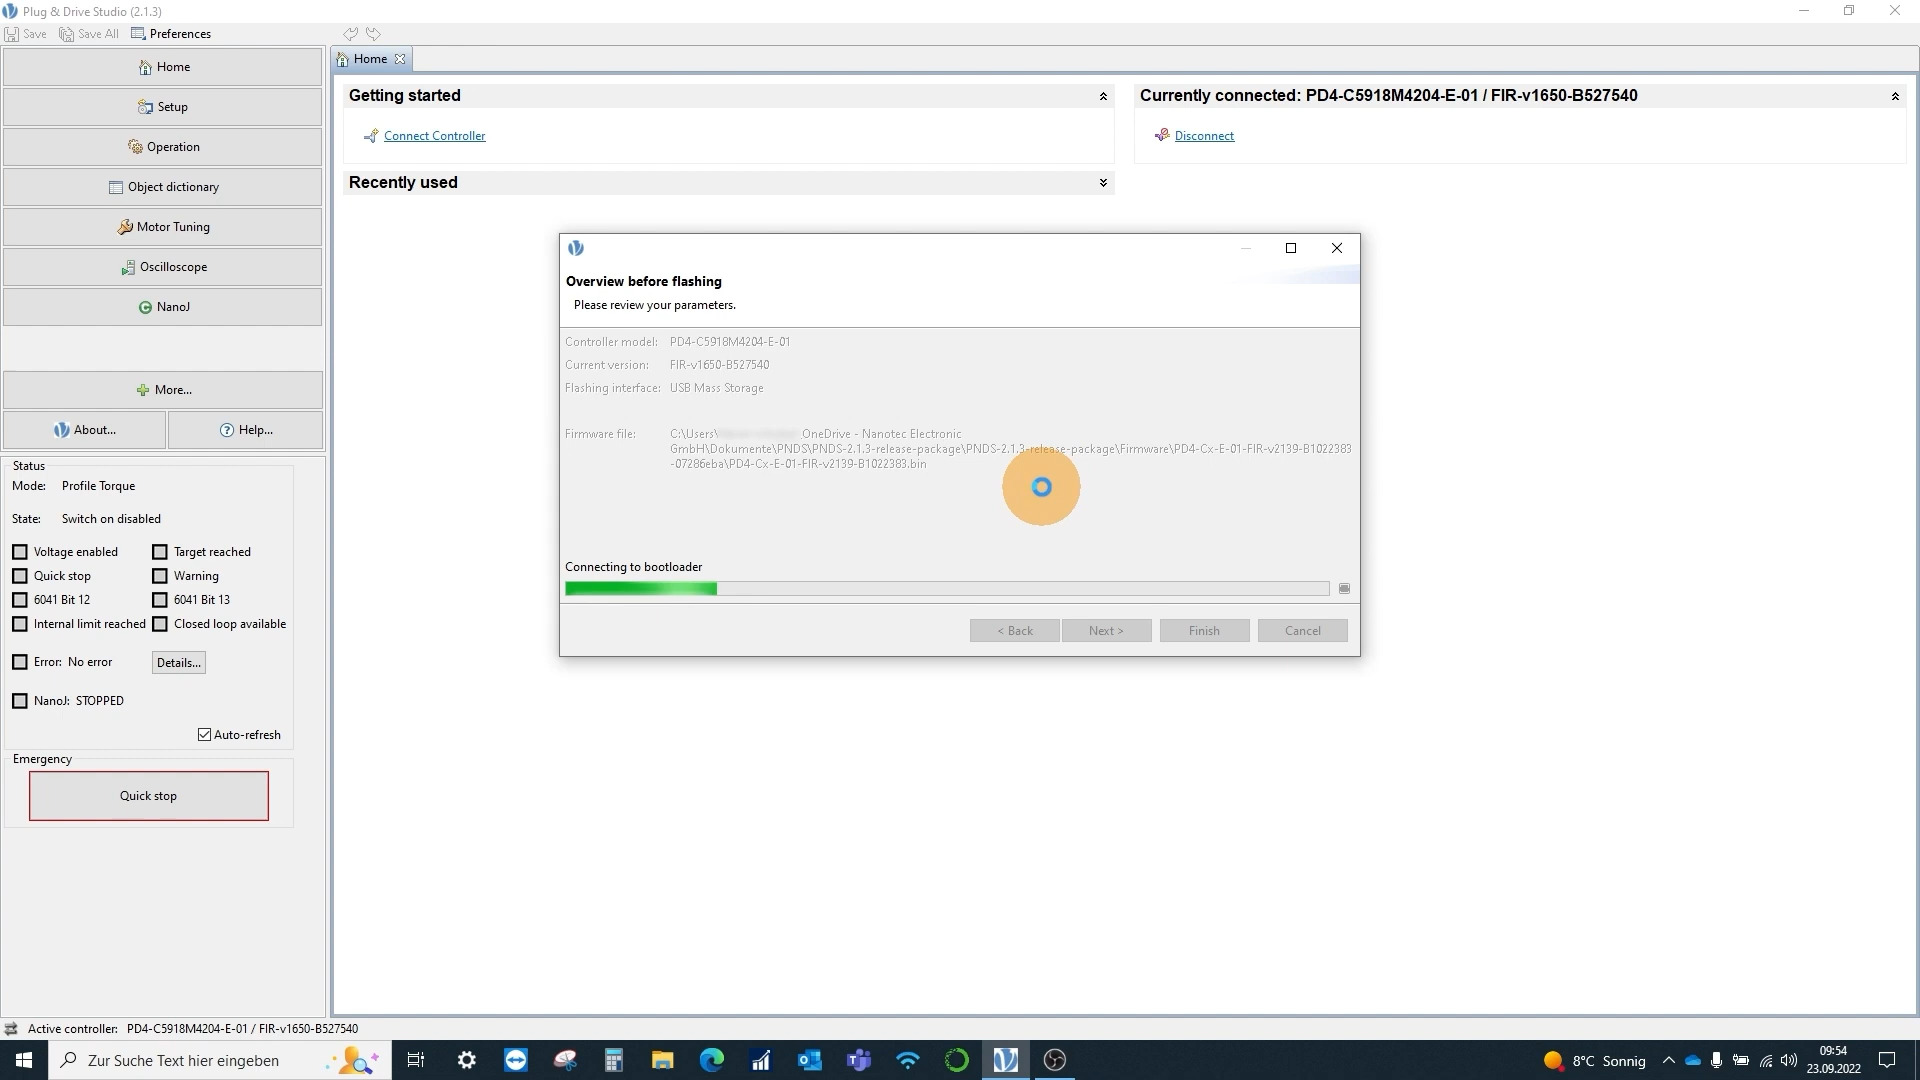 Plug & Drive Studio (2.1.3)
Save Save All Preferences
Home
Setup
Operation
Object dictionary
Motor Tuning
Oscilloscope
NanoJ
More...
About... Help...
Status
Mode: Profile Torque
State: Switch on disabled
Voltage enabled Target reached
Quick stop Warning
6041 Bit 12 6041 Bit 13
Internal limit reached Closed loop available
Error: No error Details...
NanoJ: STOPPED
Auto-refresh
Emergency
Quick stop
Home
Getting started
Connect Controller
Recently used
Currently connected: PD4-C5918M4204-E-01 / FIR-v1650-B527540
Disconnect
Overview before flashing
Please review your parameters.
Controller model: PD4-C5918M4204-E-01
Current version: FIR-v1650-B527540
Flashing interface: USB Mass Storage
Firmware file: C:\Users\ OneDrive - Nanotec Electronic
GmbH\Dokumente\PNDS\PNDS-2.1.3-release-package\PNDS-2.1.3-release-package\Firmware\PD4-Cx-E-01-FIR-v2139-B1022383
-07286eba\PD4-Cx-E-01-FIR-v2139-B1022383.bin
Connecting to bootloader
< Back Next > Finish Cancel
Active controller: PD4-C5918M4204-E-01 / FIR-v1650-B527540
Zur Suche Text hier eingeben
8°C Sonnig
09:54
23.09.2022